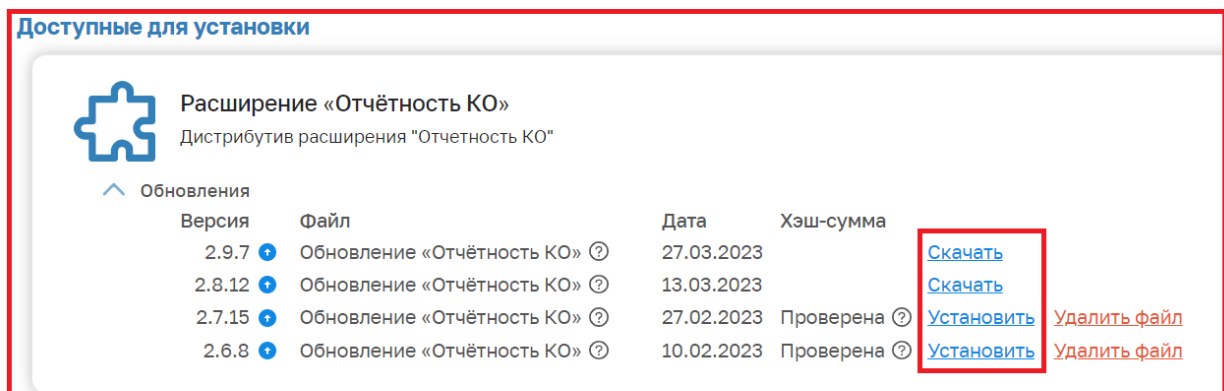 Доступные для установки
Расширение «Отчётность КО»
Дистрибутив расширения "Отчетность КО"
Обновления
Версия Файл Дата Хэш-сумма
2.9.7 Обновление «Отчётность КО» 27.03.2023 Скачать
2.8.12 Обновление «Отчётность КО» 13.03.2023 Скачать
2.7.15 Обновление «Отчётность КО» 27.02.2023 Проверена Установить Удалить файл
2.6.8 Обновление «Отчётность КО» 10.02.2023 Проверена Установить Удалить файл